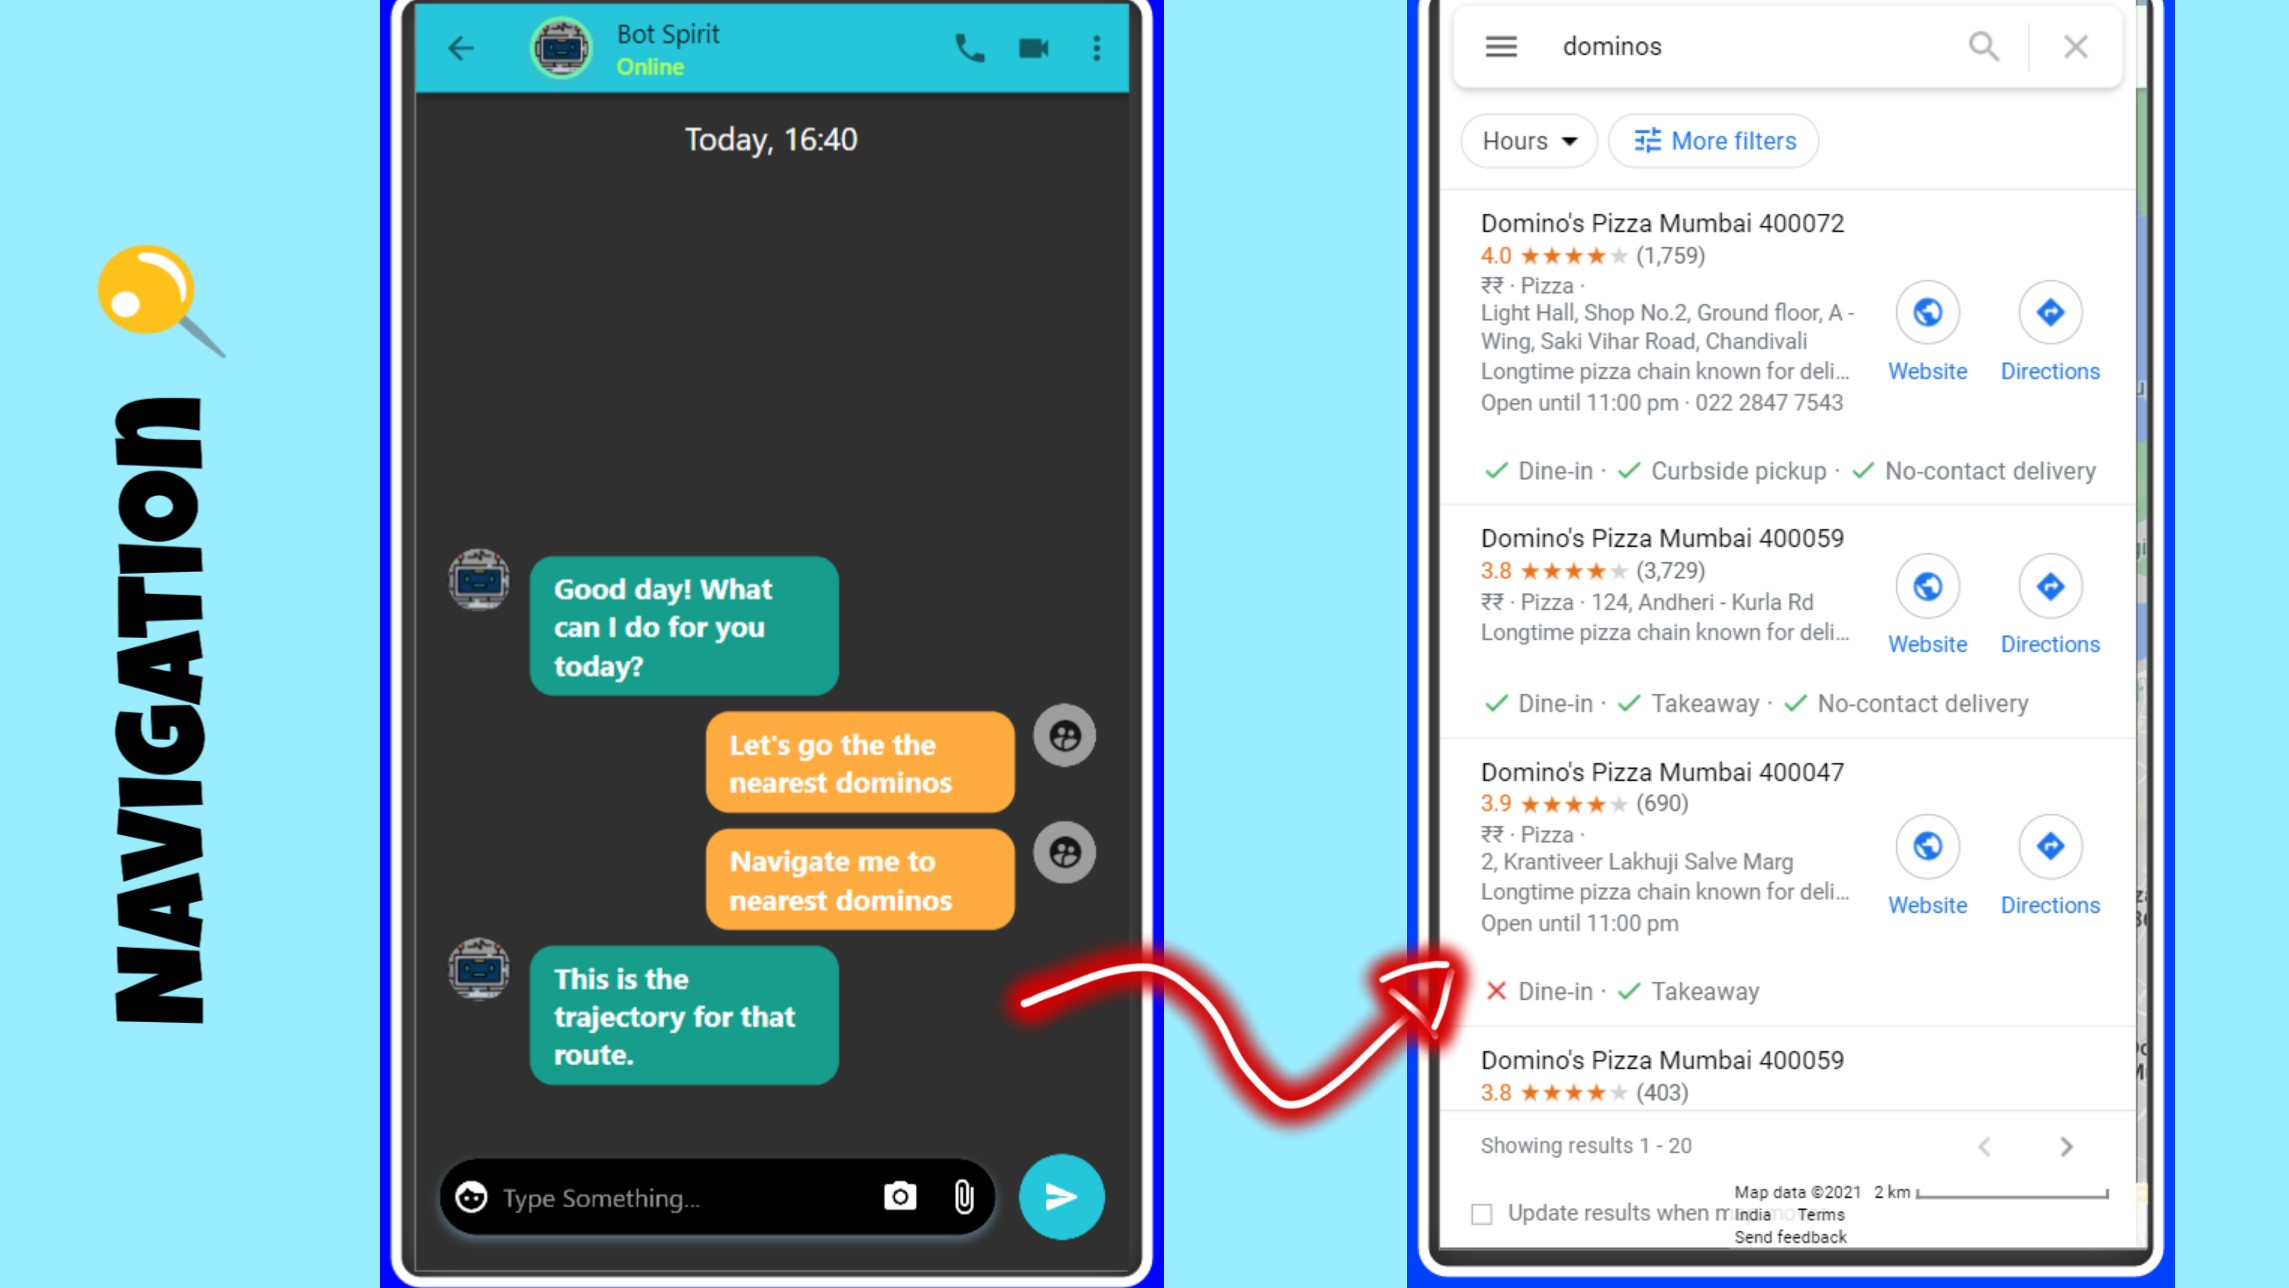 NAVIGATION
Bot Spirit
Online
Today, 16:40
Good day! What
can I do for you
today?
Let's go the the
nearest dominos
Navigate me to
nearest dominos
This is the
trajectory for that
route.
Type Something...
dominos
Hours
More filters
Domino's Pizza Mumbai 400072
4.0 ★★★★★ (1,759)
₹₹ · Pizza ·
Light Hall, Shop No.2, Ground floor, A -
Wing, Saki Vihar Road, Chandivali
Longtime pizza chain known for deli...
Open until 11:00 pm · 022 2847 7543
Website
Directions
Dine-in · Curbside pickup · No-contact delivery
Domino's Pizza Mumbai 400059
3.8 ★★★★★ (3,729)
₹₹ · Pizza · 124, Andheri - Kurla Rd
Longtime pizza chain known for deli...
Website
Directions
Dine-in · Takeaway · No-contact delivery
Domino's Pizza Mumbai 400047
3.9 ★★★★★ (690)
₹₹ · Pizza ·
2, Krantiveer Lakhuji Salve Marg
Longtime pizza chain known for deli...
Open until 11:00 pm
Website
Directions
Dine-in · Takeaway
Domino's Pizza Mumbai 400059
3.8 ★★★★★ (403)
Showing results 1 - 20
Map data ©2021 2 km
Update results when
India Terms
Send feedback